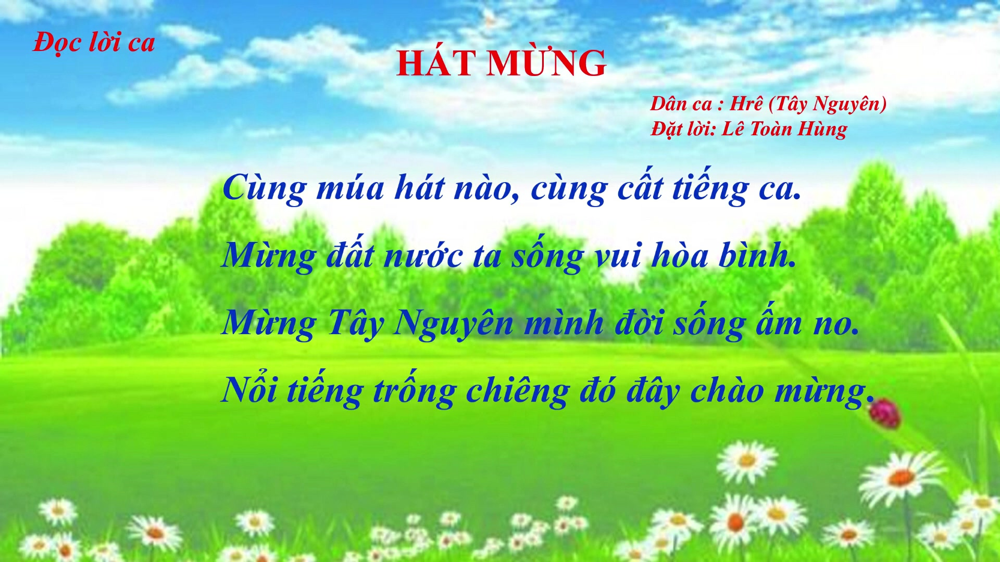 Đọc lời ca
HÁT MỪNG
Dân ca : Hrê (Tây Nguyên)
Đặt lời: Lê Toàn Hùng
Cùng múa hát nào, cùng cất tiếng ca.
Mừng đất nước ta sống vui hòa bình.
Mừng Tây Nguyên mình đời sống ấm no.
Nổi tiếng trống chiêng đó đây chào mừng.